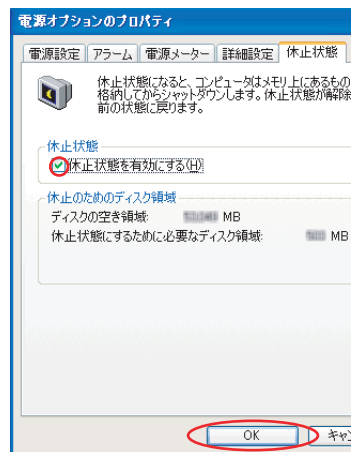 電源オプションのプロパティ
電源設定 アラーム 電源メーター 詳細設定 休止状態
休止状態になると、コンピュータはメモリ上にあるもの
格納してからシャットダウンします。休止状態が解除
前の状態に戻ります。
休止状態
休止状態を有効にする(H)
休止のためのディスク領域
ディスクの空き領域: MB
休止状態にするために必要なディスク領域: MB
OK キャン